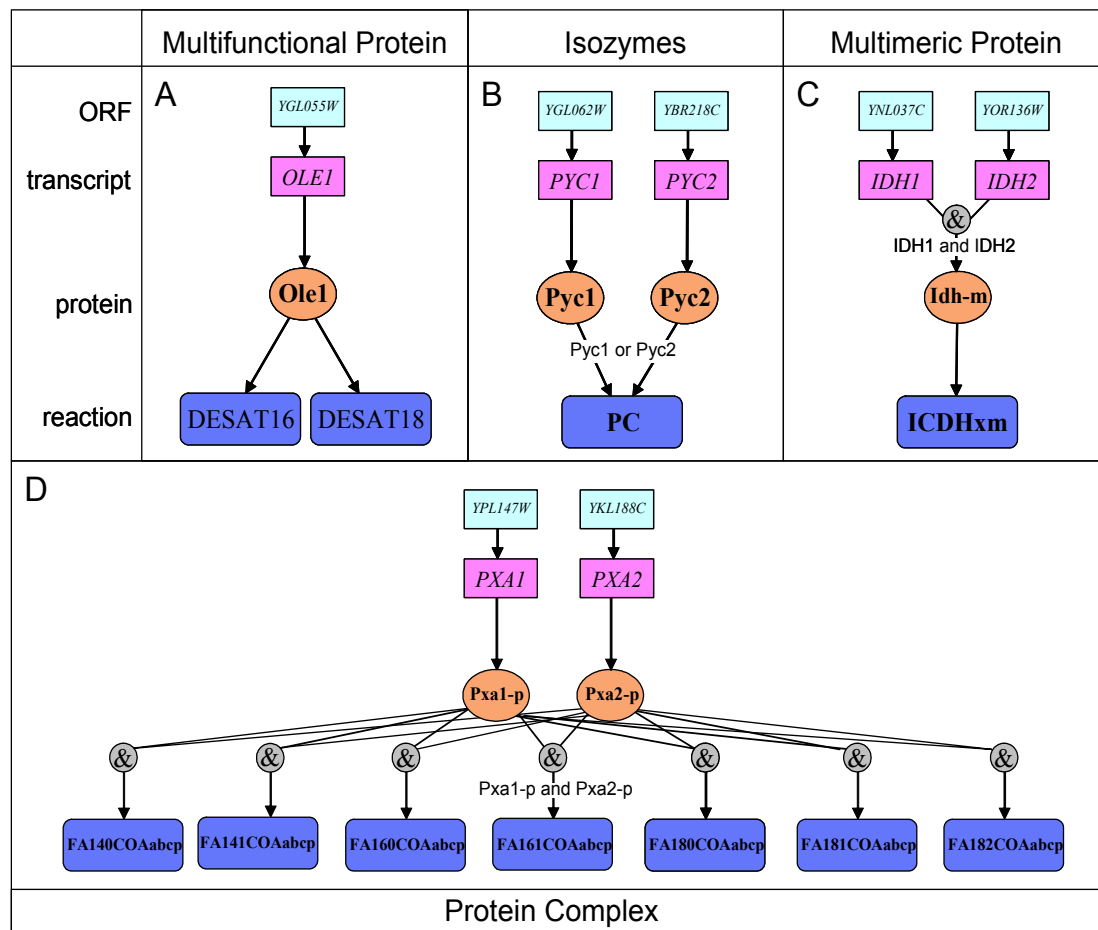 Multifunctional Protein
Isozymes
Multimeric Protein
ORF
transcript
protein
reaction
A
YGL055W
OLE1
Ole1
DESAT16 DESAT18
B
YGL062W YBR218C
PYC1 PYC2
Pyc1 Pyc2
Pyc1 or Pyc2
PC
C
YNL037C YOR136W
IDH1 IDH2
&
IDH1 and IDH2
Idh-m
ICDHxm
D
YPL147W YKL188C
PXA1 PXA2
Pxa1-p Pxa2-p
& & & & & & &
Pxa1-p and Pxa2-p
FA140COAabcp FA141COAabcp FA160COAabcp FA161COAabcp FA180COAabcp FA181COAabcp FA182COAabcp
Protein Complex